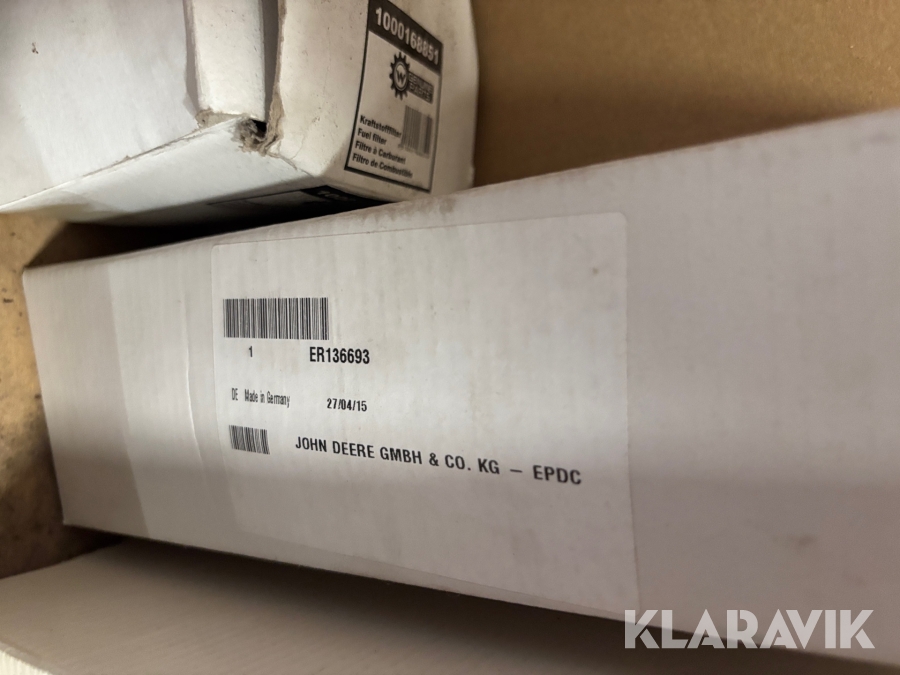 1000168851
Kraftstofffilter
Fuel filter
Filtre à Carburant
Filtro de Combustible
1
ER136693
DE Made in Germany
27/04/15
JOHN DEERE GMBH & CO. KG – EPDC
KLARAVIK